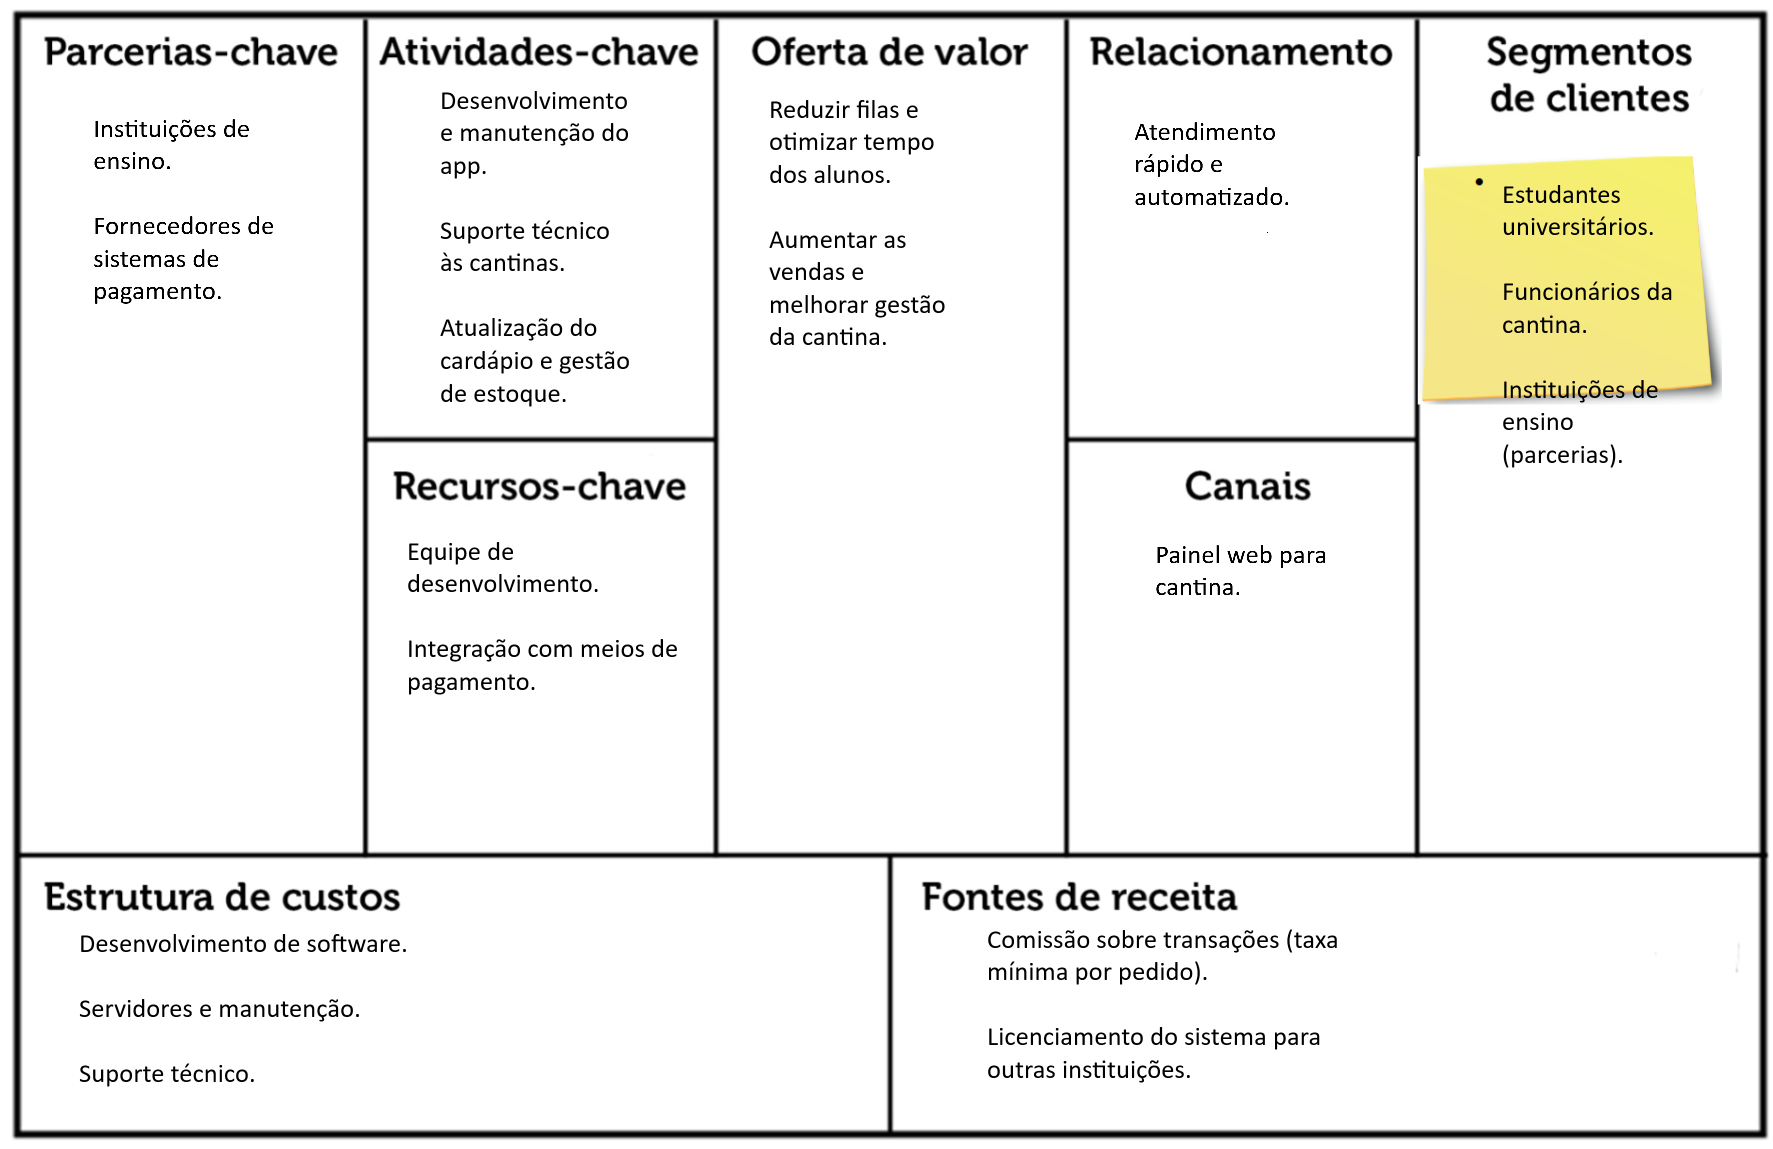 Parcerias-chave
Instituições de
ensino.
Fornecedores de
sistemas de
pagamento.
Atividades-chave
Desenvolvimento
e manutenção do
app.
Suporte técnico
às cantinas.
Atualização do
cardápio e gestão
de estoque.
Recursos-chave
Equipe de
desenvolvimento.
Integração com meios de
pagamento.
Oferta de valor
Reduzir filas e
otimizar tempo
dos alunos.
Aumentar as
vendas e
melhorar gestão
da cantina.
Relacionamento
Atendimento
rápido e
automatizado.
Canais
Painel web para
cantina.
Segmentos
de clientes
• Estudantes
universitários.
Funcionários da
cantina.
Instituições de
ensino
(parcerias).
Estrutura de custos
Desenvolvimento de software.
Servidores e manutenção.
Suporte técnico.
Fontes de receita
Comissão sobre transações (taxa
mínima por pedido).
Licenciamento do sistema para
outras instituições.